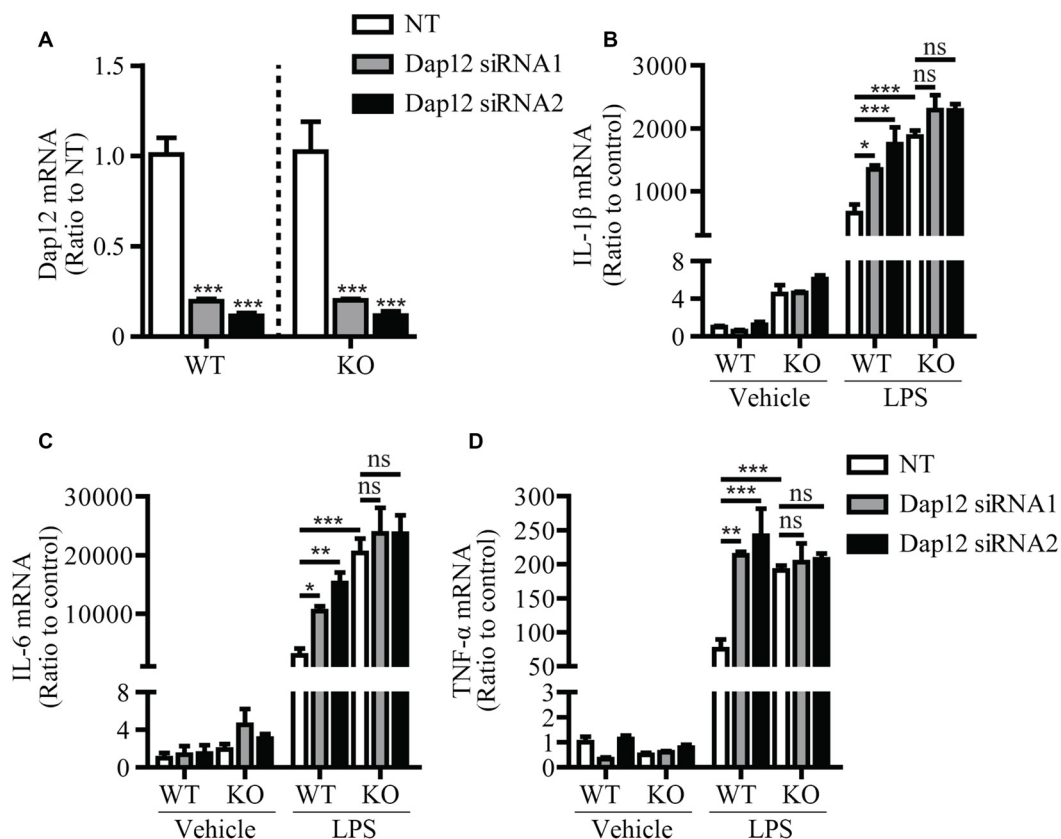 A
NT
Dap12 siRNA1
Dap12 siRNA2
Dap12 mRNA
(Ratio to NT)
1.5
1.0
0.5
0
*** *** *** ***
WT KO
B
IL-1β mRNA
(Ratio to control)
3000
2000
1000
8
4
0
ns
ns
***
***
*
WT KO WT KO
Vehicle LPS
C
IL-6 mRNA
(Ratio to control)
30000
20000
10000
8
4
0
ns
ns
***
**
*
WT KO WT KO
Vehicle LPS
D
NT
Dap12 siRNA1
Dap12 siRNA2
TNF-α mRNA
(Ratio to control)
300
250
200
150
100
50
3
2
1
0
***
***
ns
**
ns
WT KO WT KO
Vehicle LPS